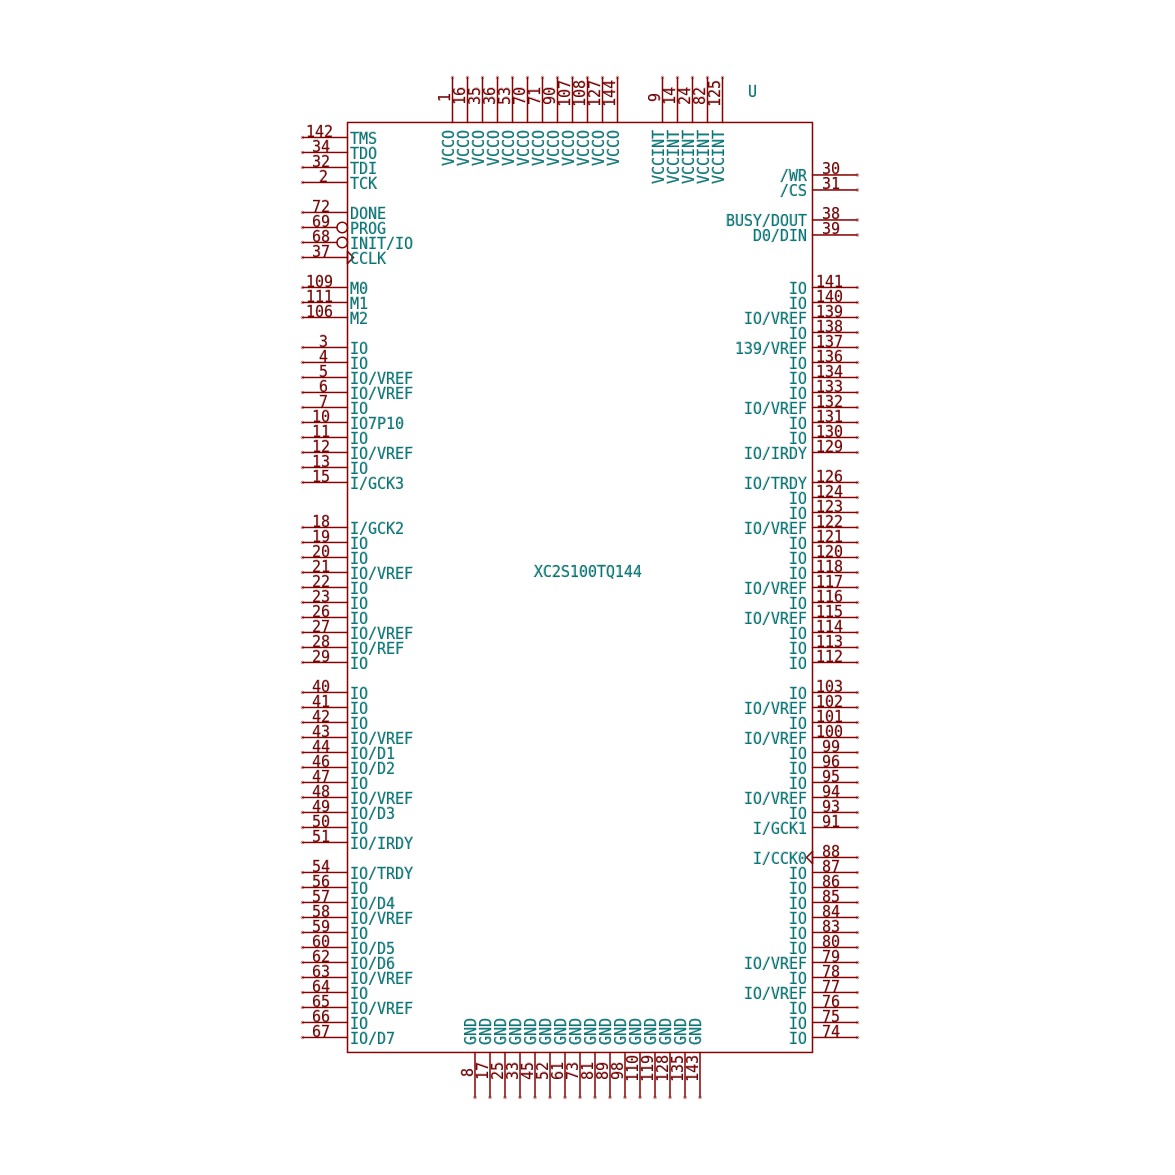 U
1 16 35 36 53 70 71 90 107 108 127 144 9 14 24 82 125
VCCO VCCO VCCO VCCO VCCO VCCO VCCO VCCO VCCO VCCO VCCO VCCO VCCINT VCCINT VCCINT VCCINT VCCINT
142 TMS
34 TDO
32 TDI
2 TCK
72 DONE
69 PROG
68 INIT/IO
37 CCLK
109 M0
111 M1
106 M2
3 IO
4 IO
5 IO/VREF
6 IO/VREF
7 IO
10 IO7P10
11 IO
12 IO/VREF
13 IO
15 I/GCK3
18 I/GCK2
19 IO
20 IO
21 IO/VREF
22 IO
23 IO
26 IO
27 IO/VREF
28 IO/REF
29 IO
40 IO
41 IO
42 IO
43 IO/VREF
44 IO/D1
46 IO/D2
47 IO
48 IO/VREF
49 IO/D3
50 IO
51 IO/IRDY
54 IO/TRDY
56 IO
57 IO/D4
58 IO/VREF
59 IO
60 IO/D5
62 IO/D6
63 IO/VREF
64 IO
65 IO/VREF
66 IO
67 IO/D7
XC2S100TQ144
/WR 30
/CS 31
BUSY/DOUT 38
D0/DIN 39
IO 141
IO 140
IO/VREF 139
IO 138
139/VREF 137
IO 136
IO 134
IO 133
IO/VREF 132
IO 131
IO 130
IO/IRDY 129
IO/TRDY 126
IO 124
IO 123
IO/VREF 122
IO 121
IO 120
IO 118
IO/VREF 117
IO 116
IO/VREF 115
IO 114
IO 113
IO 112
IO 103
IO/VREF 102
IO 101
IO/VREF 100
IO 99
IO 96
IO 95
IO/VREF 94
IO 93
I/GCK1 91
I/CCK0 88
IO 87
IO 86
IO 85
IO 84
IO 83
IO 80
IO/VREF 79
IO 78
IO/VREF 77
IO 76
IO 75
IO 74
GND GND GND GND GND GND GND GND GND GND GND GND GND GND GND GND
8 17 25 33 45 52 61 73 81 89 98 110 119 128 135 143